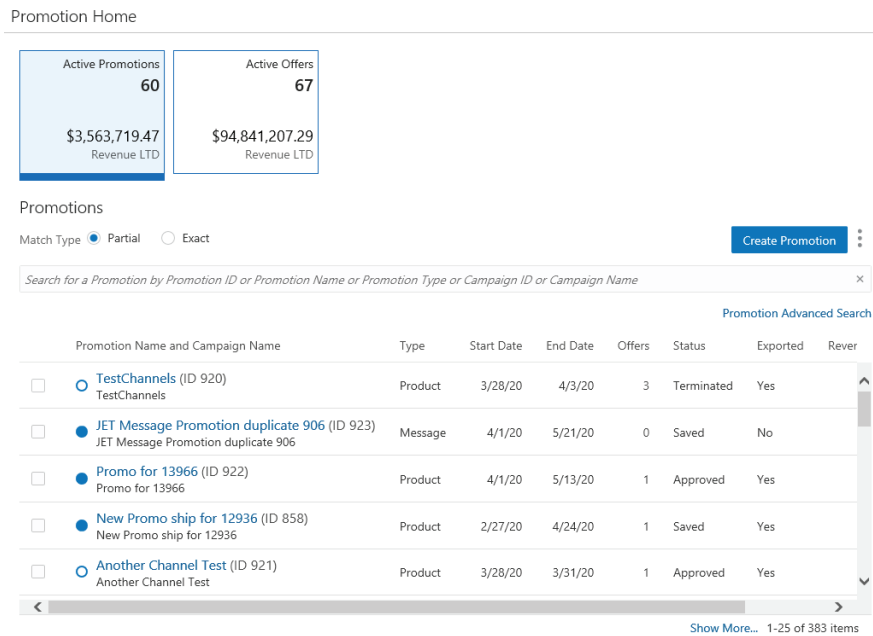 Promotion Home
Active Promotions
60
$3,563,719.47
Revenue LTD
Active Offers
67
$94,841,207.29
Revenue LTD
Promotions
Match Type Partial Exact
Create Promotion
Search for a Promotion by Promotion ID or Promotion Name or Promotion Type or Campaign ID or Campaign Name
Promotion Advanced Search
Promotion Name and Campaign Name Type Start Date End Date Offers Status Exported Rever
TestChannels (ID 920)
TestChannels
Product 3/28/20 4/3/20 3 Terminated Yes
JET Message Promotion duplicate 906 (ID 923)
JET Message Promotion duplicate 906
Message 4/1/20 5/21/20 0 Saved No
Promo for 13966 (ID 922)
Promo for 13966
Product 4/1/20 5/13/20 1 Approved Yes
New Promo ship for 12936 (ID 858)
New Promo ship for 12936
Product 2/27/20 4/24/20 1 Saved Yes
Another Channel Test (ID 921)
Another Channel Test
Product 3/28/20 3/31/20 1 Approved Yes
Show More... 1-25 of 383 items